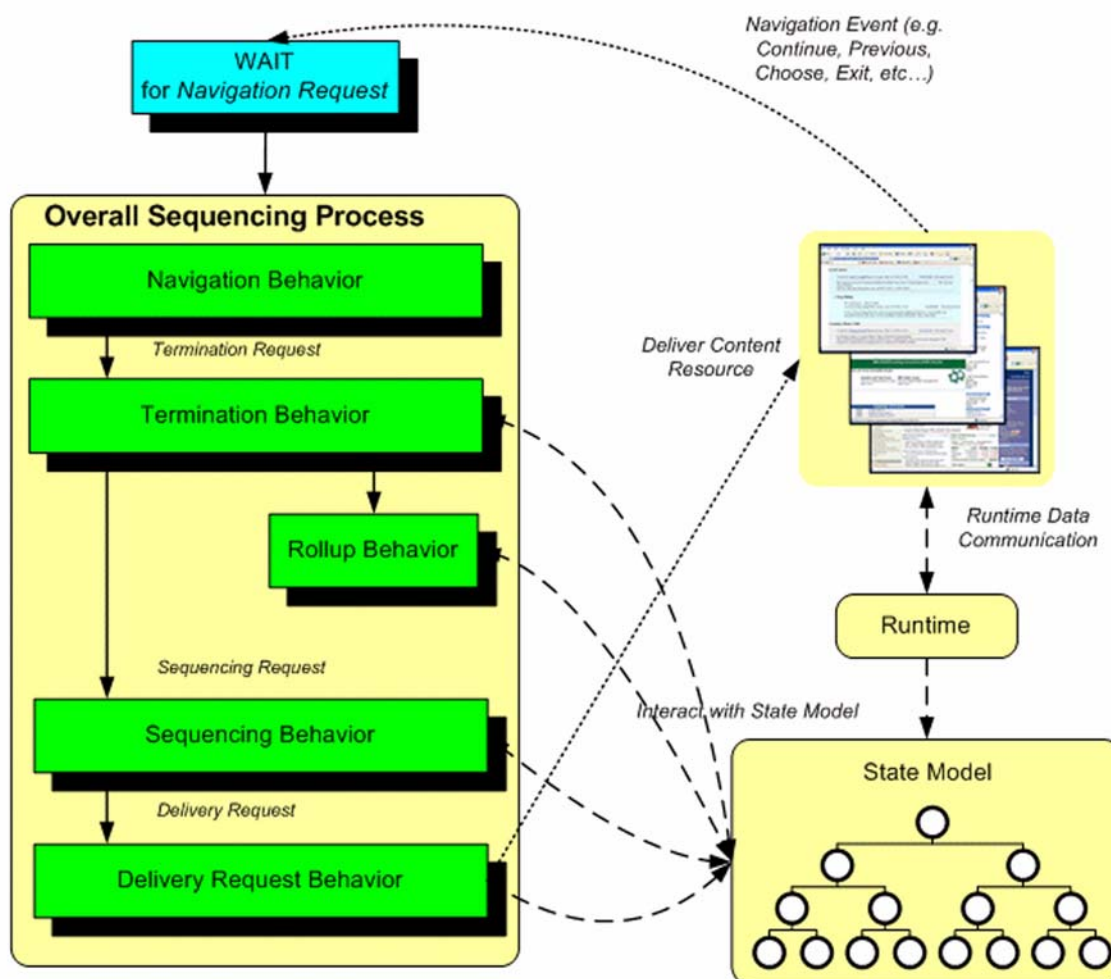 Navigation Event (e.g.
Continue, Previous,
Choose, Exit, etc…)
WAIT
for Navigation Request
Overall Sequencing Process
Navigation Behavior
Termination Request
Deliver Content
Resource
Termination Behavior
Rollup Behavior
Runtime Data
Communication
Runtime
Sequencing Request
Interact with State Model
Sequencing Behavior
State Model
Delivery Request
Delivery Request Behavior